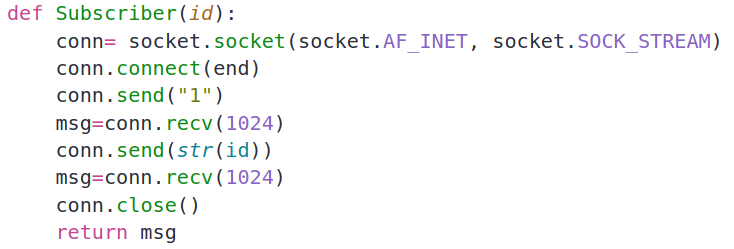 def Subscriber(id):
    conn= socket.socket(socket.AF_INET, socket.SOCK_STREAM)
    conn.connect(end)
    conn.send("1")
    msg=conn.recv(1024)
    conn.send(str(id))
    msg=conn.recv(1024)
    conn.close()
    return msg